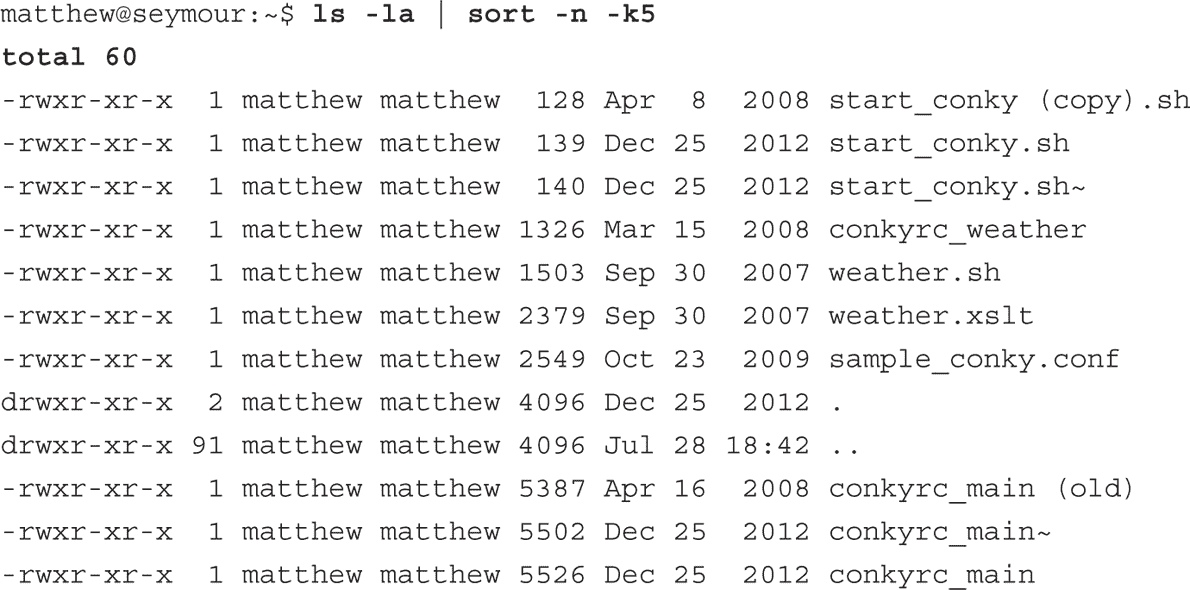 matthew@seymour:~$ ls -la | sort -n -k5
total 60
-rwxr-xr-x  1 matthew matthew  128 Apr  8  2008 start_conky (copy).sh
-rwxr-xr-x  1 matthew matthew  139 Dec 25  2012 start_conky.sh
-rwxr-xr-x  1 matthew matthew  140 Dec 25  2012 start_conky.sh~
-rwxr-xr-x  1 matthew matthew 1326 Mar 15  2008 conkyrc_weather
-rwxr-xr-x  1 matthew matthew 1503 Sep 30  2007 weather.sh
-rwxr-xr-x  1 matthew matthew 2379 Sep 30  2007 weather.xslt
-rwxr-xr-x  1 matthew matthew 2549 Oct 23  2009 sample_conky.conf
drwxr-xr-x  2 matthew matthew 4096 Dec 25  2012 .
drwxr-xr-x 91 matthew matthew 4096 Jul 28 18:42 ..
-rwxr-xr-x  1 matthew matthew 5387 Apr 16  2008 conkyrc_main (old)
-rwxr-xr-x  1 matthew matthew 5502 Dec 25  2012 conkyrc_main~
-rwxr-xr-x  1 matthew matthew 5526 Dec 25  2012 conkyrc_main